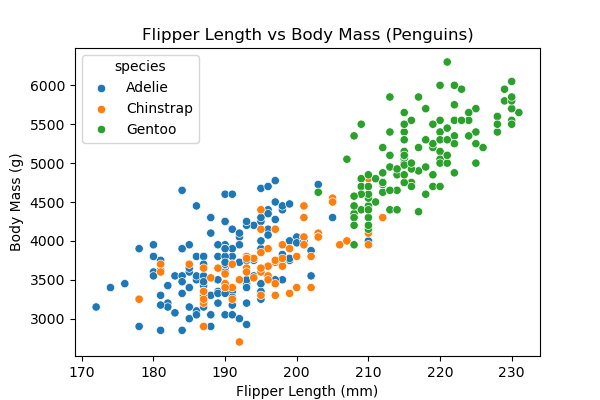 Flipper Length vs Body Mass (Penguins)
species
Adelie
Chinstrap
Gentoo
Body Mass (g)
6000
5500
5000
4500
4000
3500
3000
170 180 190 200 210 220 230
Flipper Length (mm)